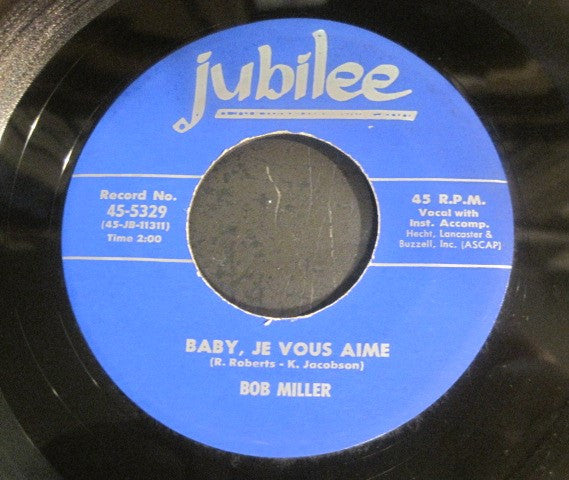 jubilee
Record No.
45-5329
(45-JB-11311)
Time 2:00
45 R.P.M.
Vocal with
Inst. Accomp.
Hecht, Lancaster &
Buzzell, Inc. (ASCAP)
BABY, JE VOUS AIME
(R. Roberts - K. Jacobson)
BOB MILLER